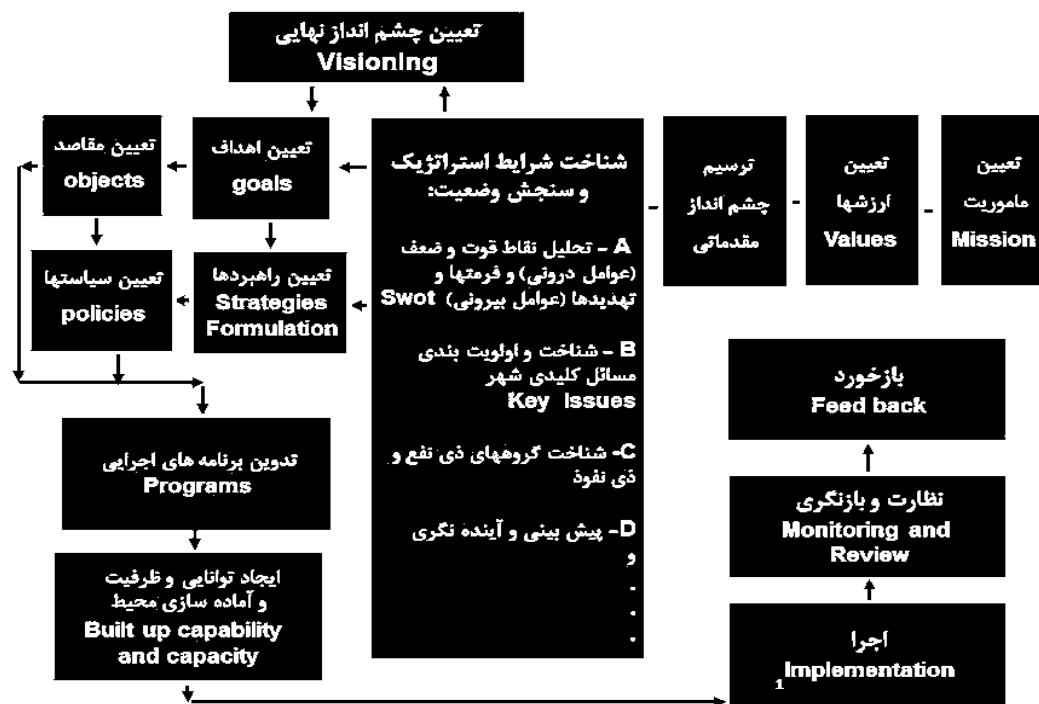 تعیین چشم انداز نهایی
Visioning
تعیین
ماموریت
Mission
تعیین
ارزشها
Values
ترسیم
چشم انداز
مقدماتی
شناخت شرایط استراتژیک
و سنجش وضعیت:
A - تحلیل نقاط قوت و ضعف
(عوامل درونی) و فرصتها و
تهدیدها (عوامل بیرونی) Swot
B - شناخت و اولویت بندی
مسائل کلیدی شهر
Key Issues
C- شناخت گروههای ذی نفع و
ذی نفوذ
D- پیش بینی و آینده نگری
و
.
.
.
تعیین اهداف
goals
تعیین مقاصد
objects
تعیین راهبردها
Strategies
Formulation
تعیین سیاستها
policies
تدوین برنامه های اجرایی
Programs
ایجاد توانایی و ظرفیت
و آماده سازی محیط
Built up capability
and capacity
اجرا
1Implementation
نظارت و بازنگری
Monitoring and
Review
بازخورد
Feed back